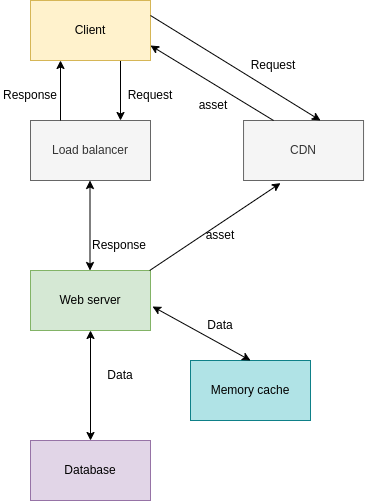 Client
Request
Response
Request
asset
Load balancer
CDN
Response
asset
Web server
Data
Data
Memory cache
Database